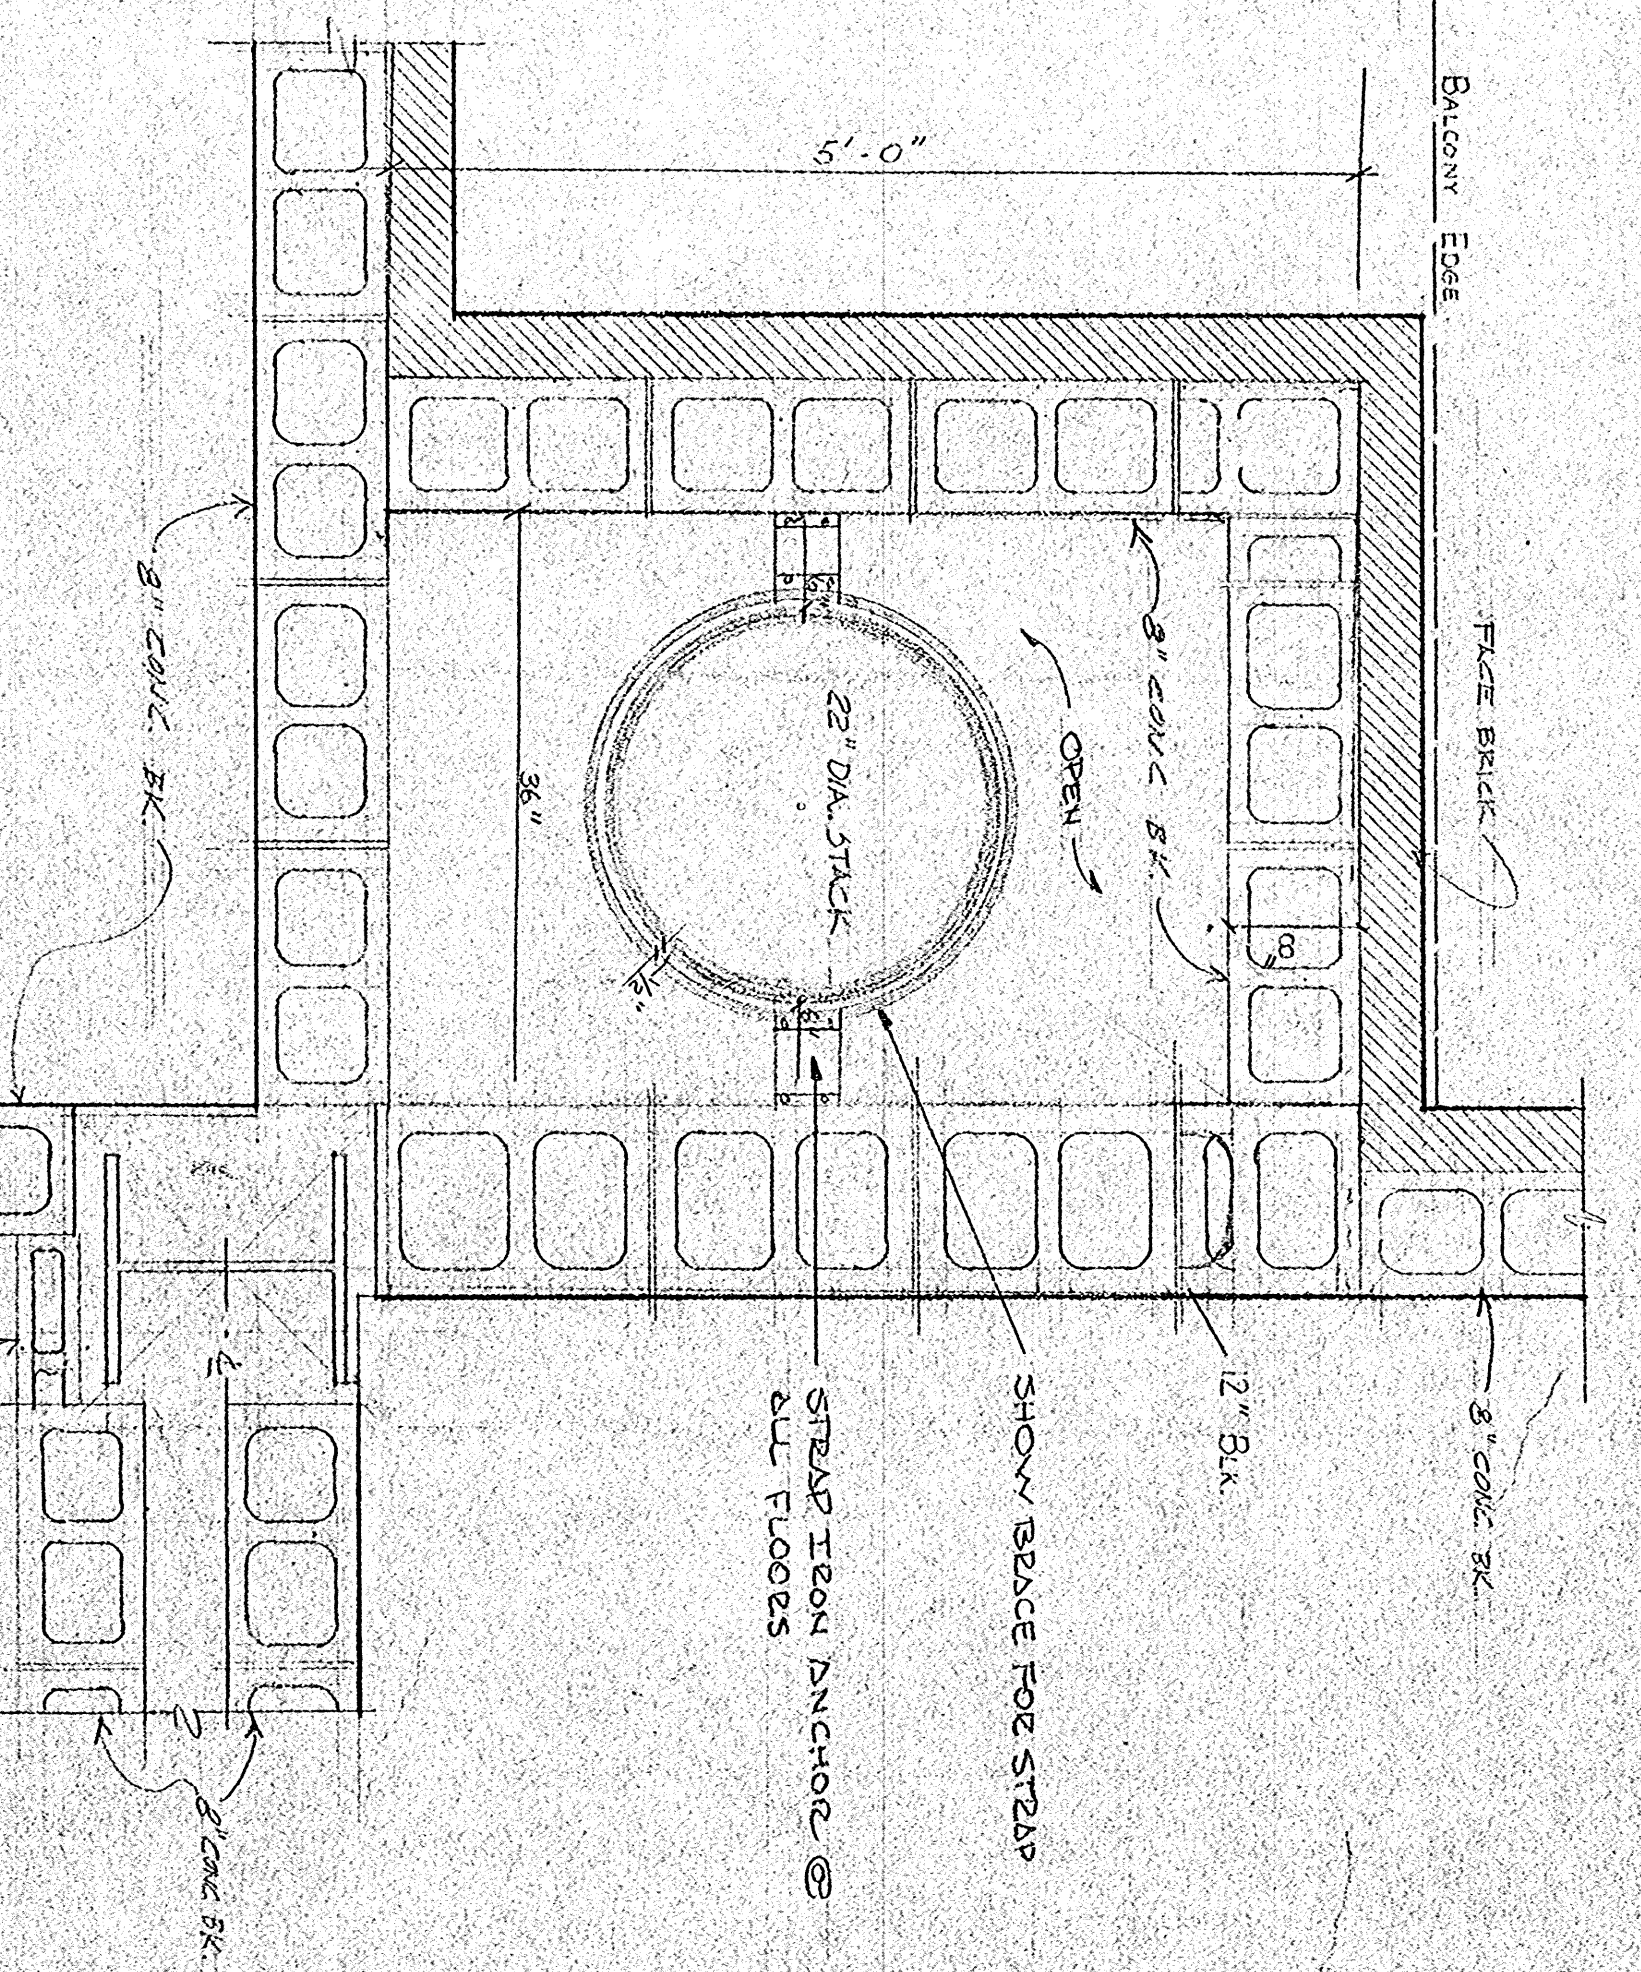 BALCONY EDGE
FACE BRICK
5'-0"
8" CONC BK
OPEN
8"
22" DIA. STACK
36"
1/2"
8" CONC BK
8" CONC. BK
12" BLK.
SHOW BRACE FOR STRAP
STRAP IRON ANCHOR @
ALL FLOORS
8" CONC BK.